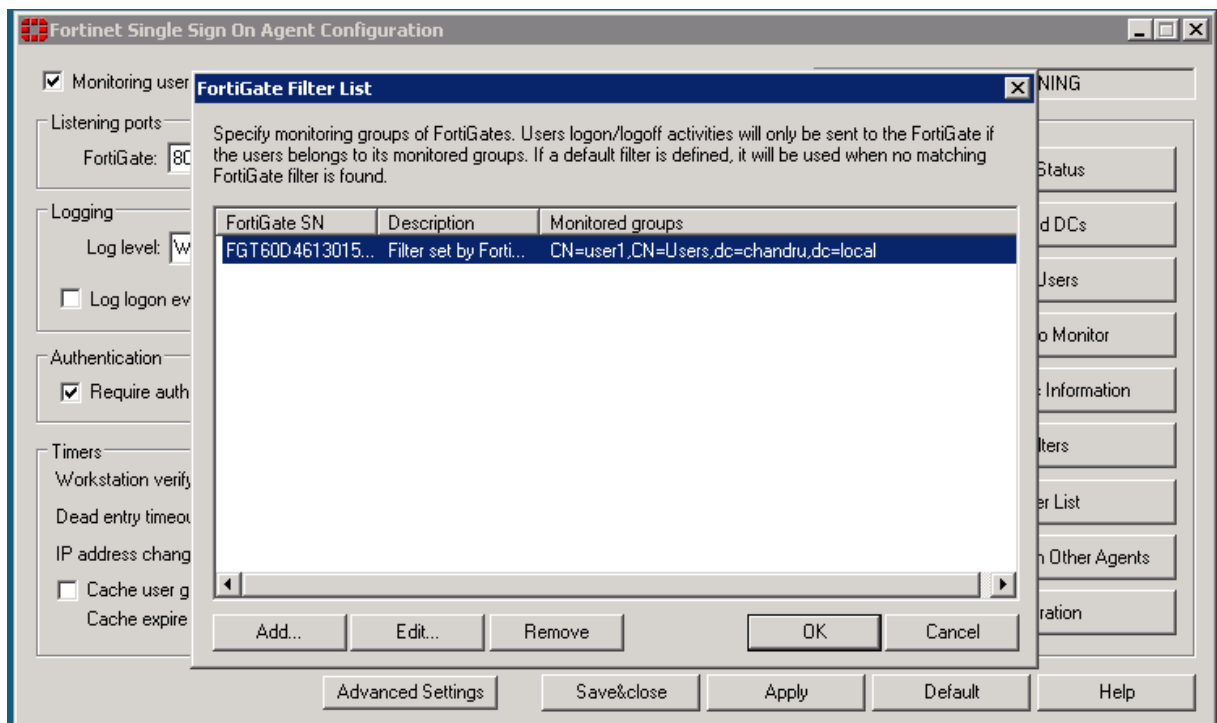 Fortinet Single Sign On Agent Configuration
Monitoring user
NING
FortiGate Filter List
Specify monitoring groups of FortiGates. Users logon/logoff activities will only be sent to the FortiGate if
the users belongs to its monitored groups. If a default filter is defined, it will be used when no matching
FortiGate filter is found.
FortiGate SN Description Monitored groups
FGT60D4613015... Filter set by Forti... CN=user1,CN=Users,dc=chandru,dc=local
Add... Edit... Remove OK Cancel
Listening ports
FortiGate: 80
Logging
Log level: W
Log logon ev
Authentication
Require auth
Timers
Workstation verify
Dead entry timeou
IP address chang
Cache user g
Cache expire
Status
d DCs
Users
o Monitor
Information
lters
er List
n Other Agents
ration
Advanced Settings Save&close Apply Default Help